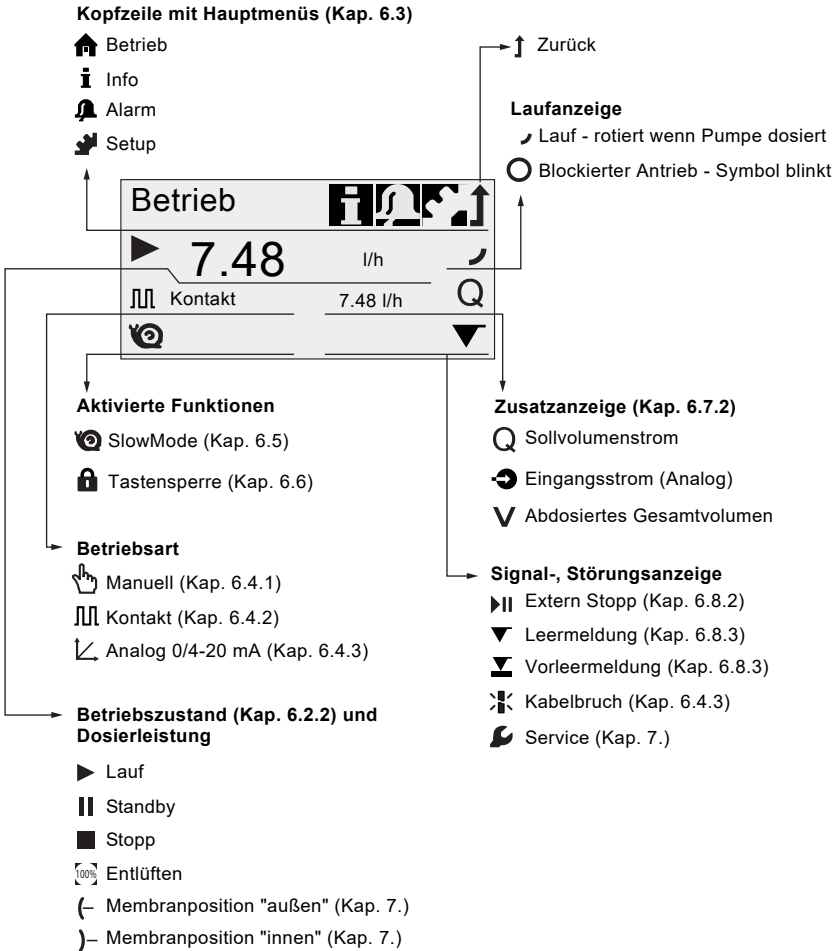 Kopfzeile mit Hauptmenüs (Kap. 6.3)
Betrieb
Info
Alarm
Setup
Zurück
Laufanzeige
Lauf - rotiert wenn Pumpe dosiert
Blockierter Antrieb - Symbol blinkt
Betrieb
7.48 l/h
Kontakt 7.48 l/h Q
Aktivierte Funktionen
SlowMode (Kap. 6.5)
Tastensperre (Kap. 6.6)
Betriebsart
Manuell (Kap. 6.4.1)
Kontakt (Kap. 6.4.2)
Analog 0/4-20 mA (Kap. 6.4.3)
Betriebszustand (Kap. 6.2.2) und
Dosierleistung
Lauf
Standby
Stopp
100% Entlüften
Membranposition "außen" (Kap. 7.)
Membranposition "innen" (Kap. 7.)
Zusatzanzeige (Kap. 6.7.2)
Q Sollvolumenstrom
Eingangsstrom (Analog)
V Abdosiertes Gesamtvolumen
Signal-, Störungsanzeige
Extern Stopp (Kap. 6.8.2)
Leermeldung (Kap. 6.8.3)
Vorleermeldung (Kap. 6.8.3)
Kabelbruch (Kap. 6.4.3)
Service (Kap. 7.)